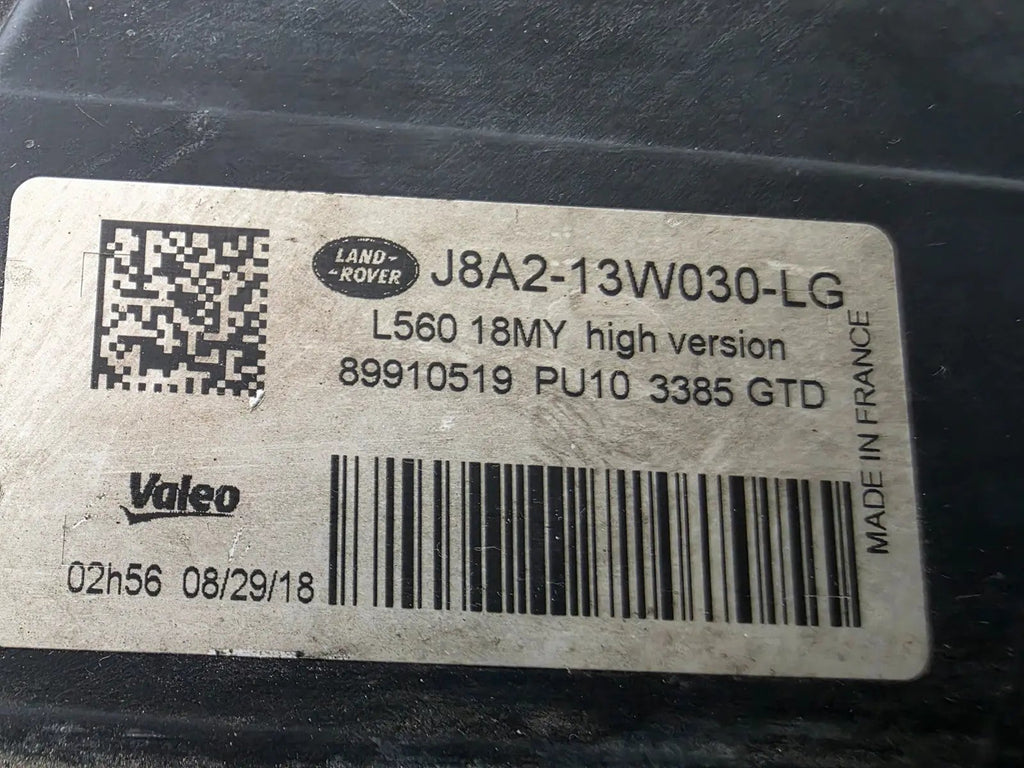 LAND-
-ROVER
J8A2-13W030-LG
L560 18MY high version
89910519 PU10 3385 GTD
MADE IN FRANCE
Valeo
02h56 08/29/18